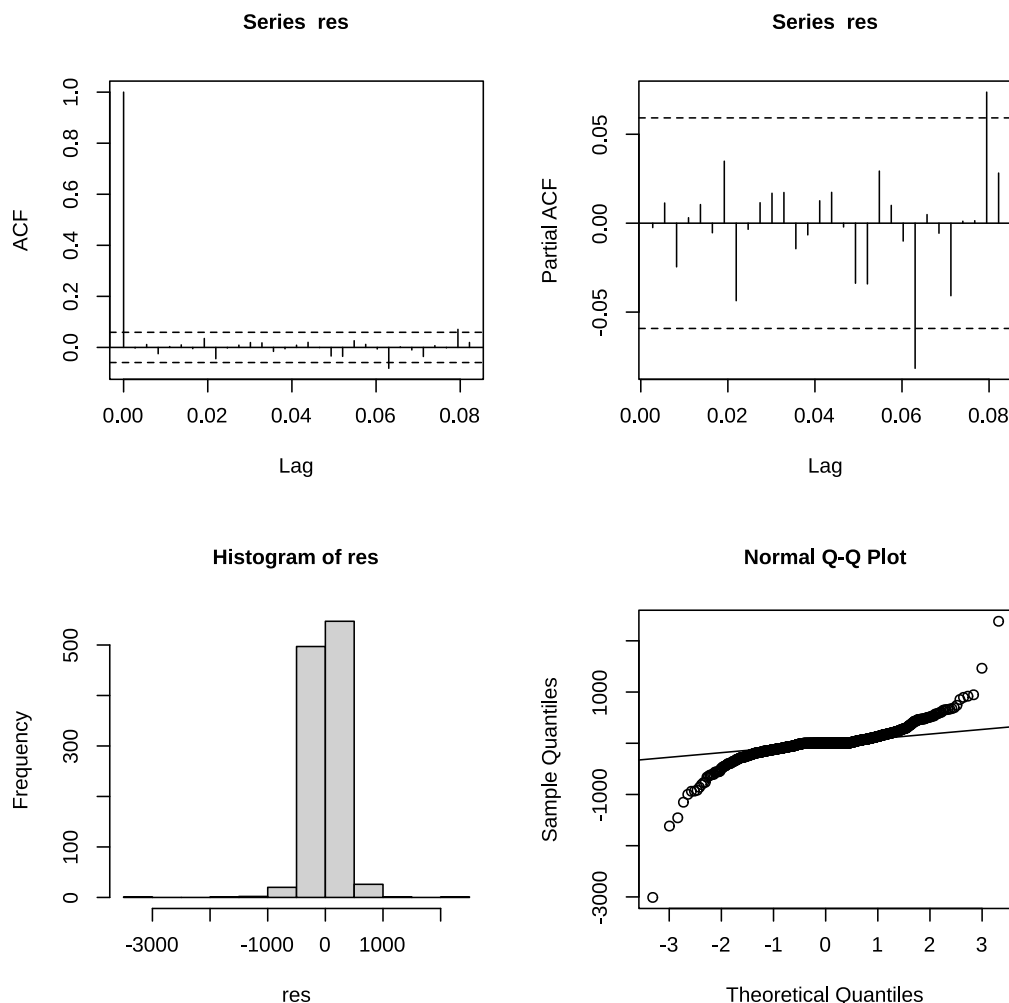 Series res
ACF
1.0
0.8
0.6
0.4
0.2
0.0
0.00 0.02 0.04 0.06 0.08
Lag
Series res
Partial ACF
0.05
0.00
-0.05
0.00 0.02 0.04 0.06 0.08
Lag
Histogram of res
Frequency
500
300
100
0
-3000 -1000 0 1000
res
Normal Q-Q Plot
Sample Quantiles
1000
-1000
-3000
-3 -2 -1 0 1 2 3
Theoretical Quantiles